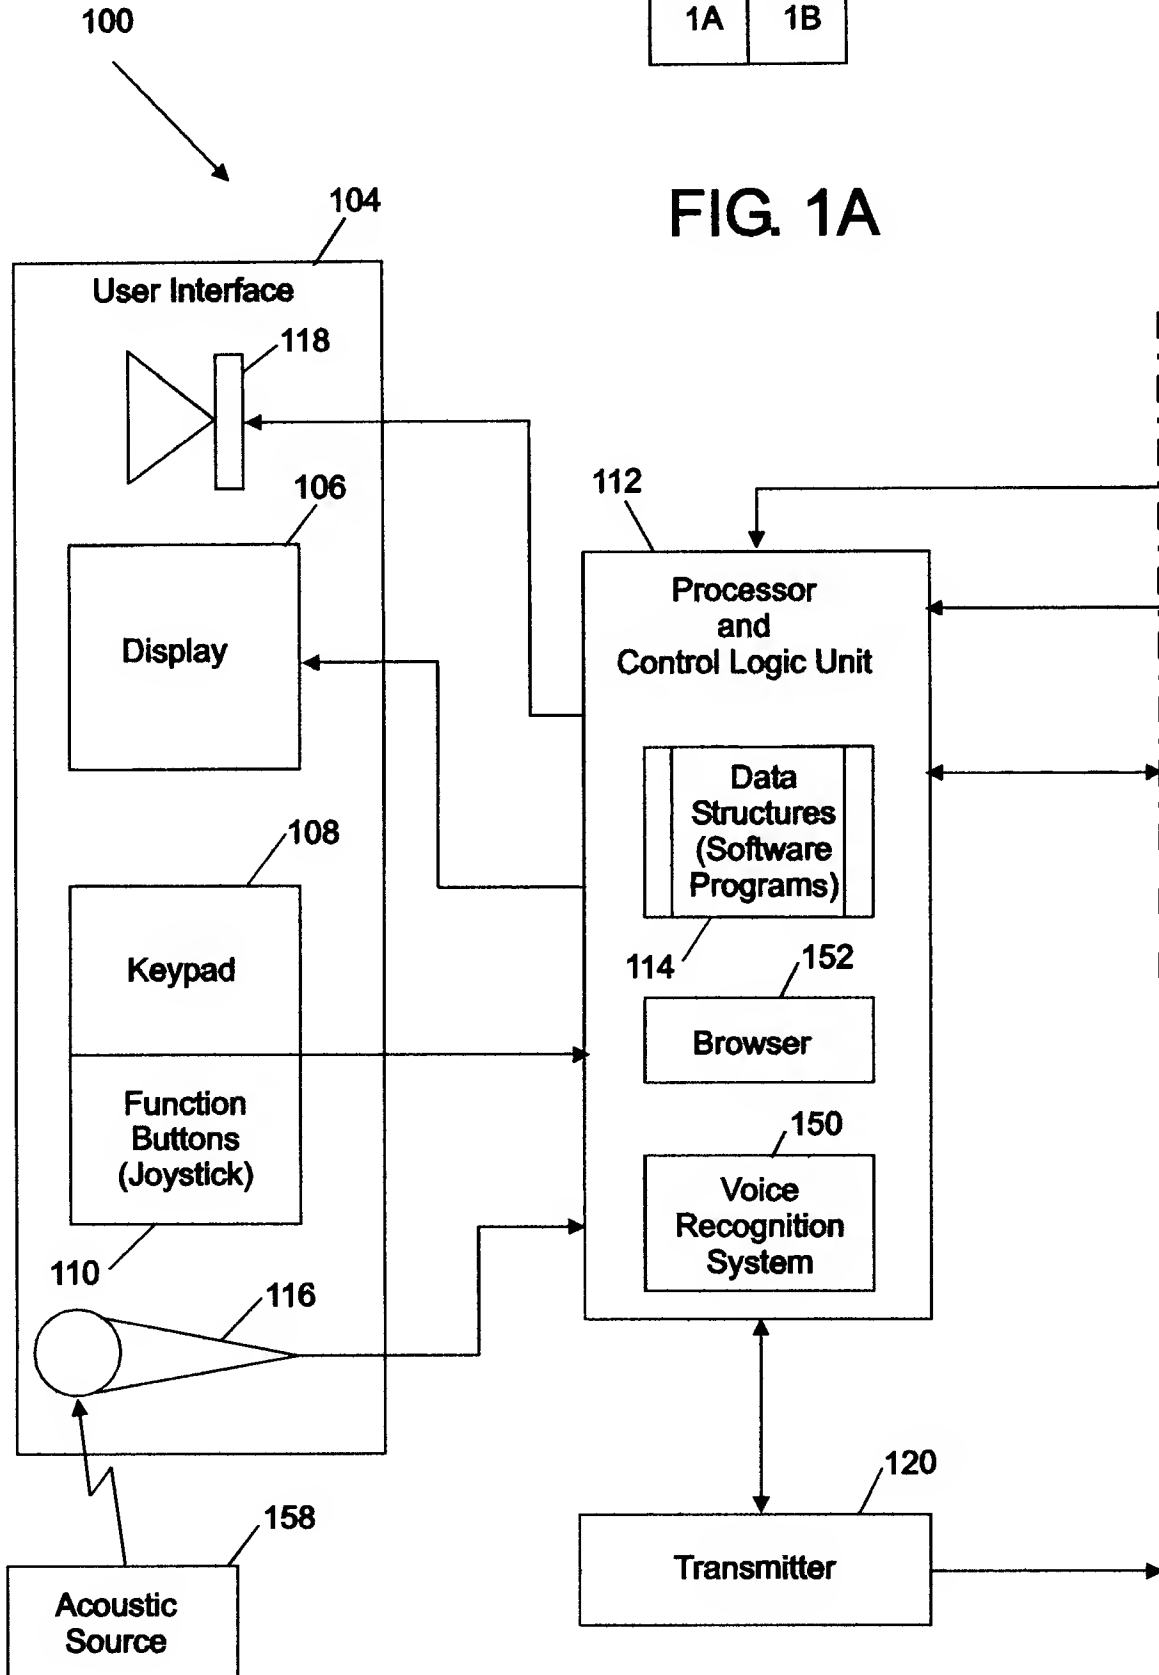 100
1A 1B
FIG. 1A
104
User Interface
118
106
Display
108
Keypad
Function
Buttons
(Joystick)
110
116
158
Acoustic
Source
112
Processor
and
Control Logic Unit
Data
Structures
(Software
Programs)
114
152
Browser
150
Voice
Recognition
System
120
Transmitter